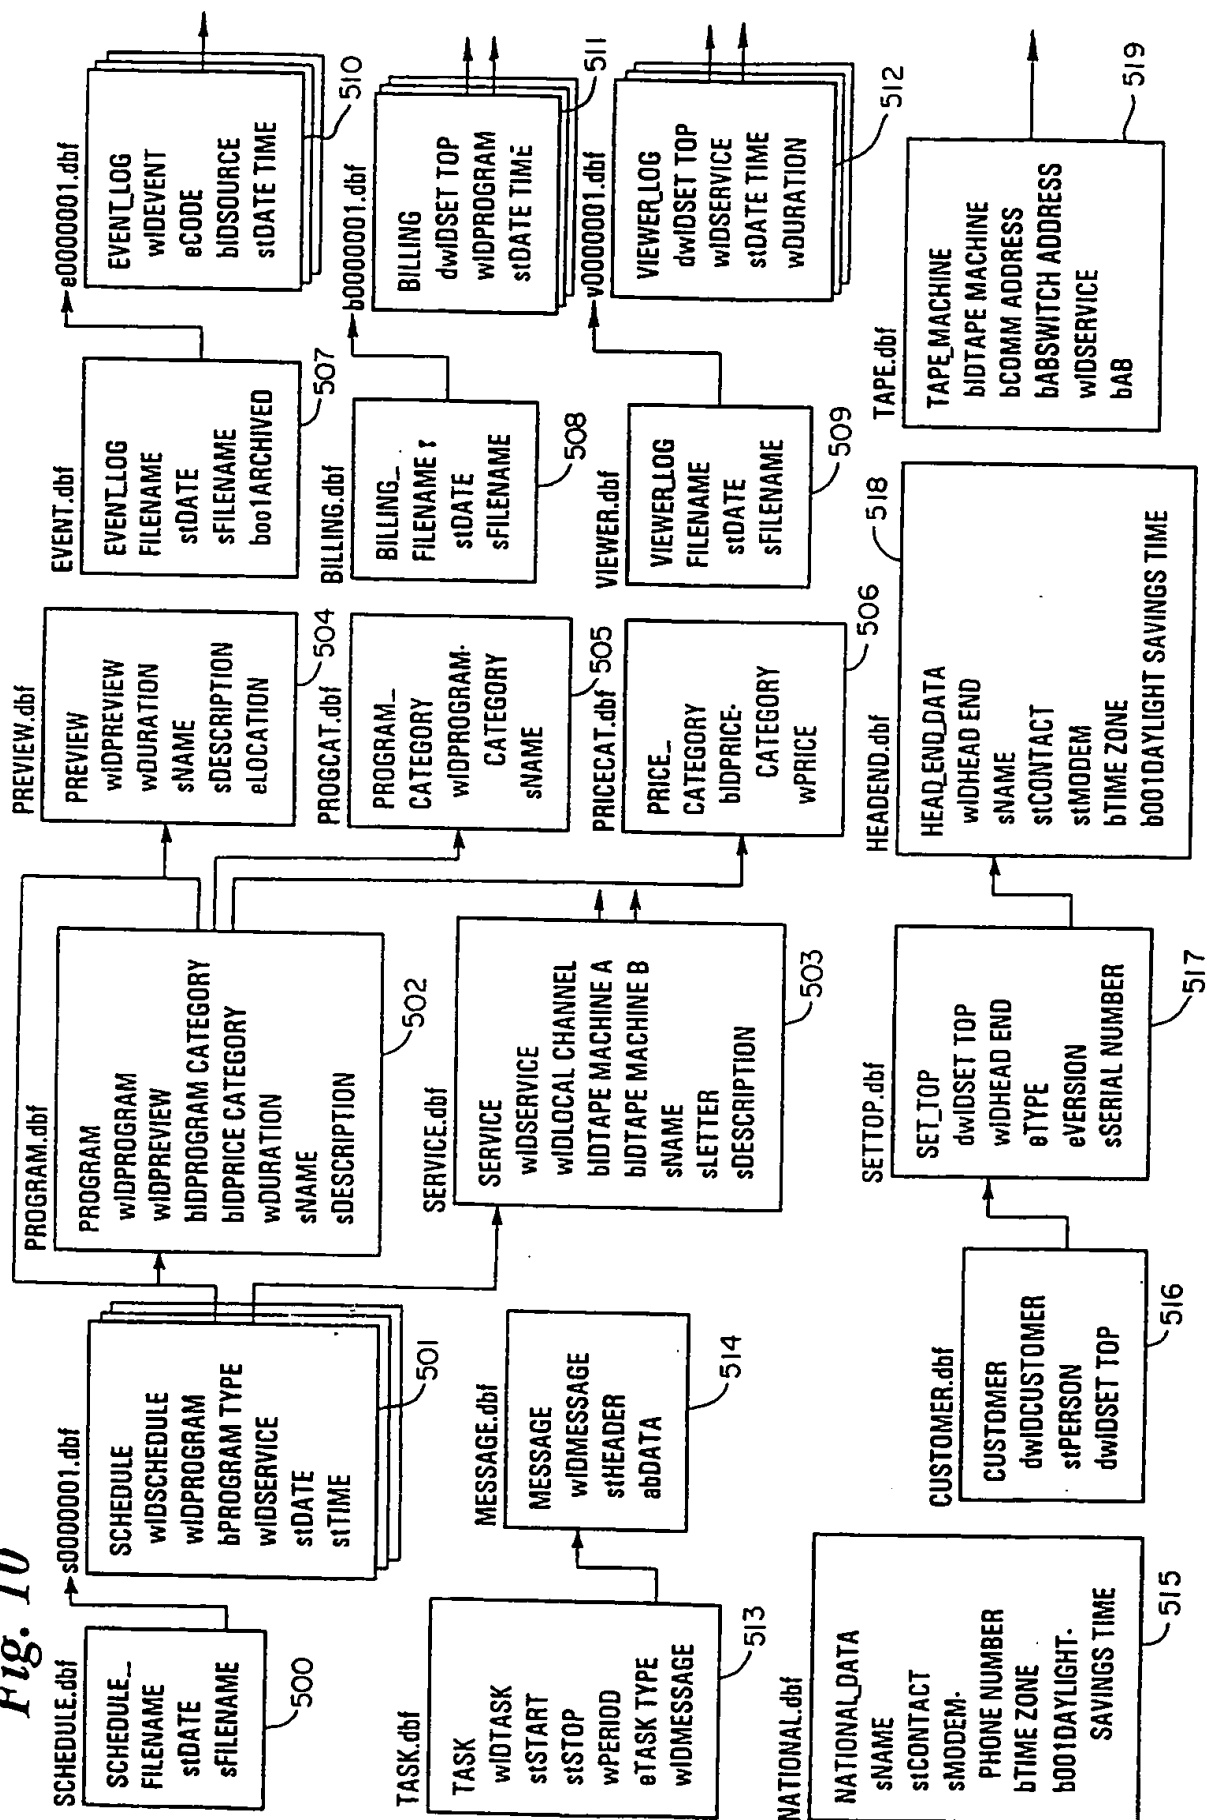 Fig. 10
SCHEDULE.dbf
SCHEDULE_
FILENAME
stDATE
sFILENAME
500
s0000001.dbf
SCHEDULE
wIDSCHEDULE
wIDPROGRAM
bPROGRAM TYPE
wIDSERVICE
stDATE
stTIME
501
PROGRAM.dbf
PROGRAM
wIDPROGRAM
wIDPREVIEW
bIDPROGRAM CATEGORY
bIDPRICE CATEGORY
wDURATION
sNAME
sDESCRIPTION
502
PREVIEW.dbf
PREVIEW
wIDPREVIEW
wDURATION
sNAME
sDESCRIPTION
eLOCATION
504
EVENT.dbf
EVENT_LOG
FILENAME
stDATE
sFILENAME
boo1ARCHIVED
507
e0000001.dbf
EVENT_LOG
wIDEVENT
eCODE
bIDSOURCE
stDATE TIME
510
PROGCAT.dbf
PROGRAM_
CATEGORY
wIDPROGRAM-
CATEGORY
sNAME
505
BILLING.dbf
BILLING_
FILENAME
stDATE
sFILENAME
508
b0000001.dbf
BILLING
dwIDSET TOP
wIDPROGRAM
stDATE TIME
511
TASK.dbf
TASK
wIDTASK
stSTART
stSTOP
wPERIOD
eTASK TYPE
wIDMESSAGE
513
MESSAGE.dbf
MESSAGE
wIDMESSAGE
stHEADER
abDATA
514
SERVICE.dbf
SERVICE
wIDSERVICE
wIDLOCAL CHANNEL
bIDTAPE MACHINE A
bIDTAPE MACHINE B
sNAME
sLETTER
sDESCRIPTION
503
PRICECAT.dbf
PRICE_
CATEGORY
bIDPRICE-
CATEGORY
wPRICE
506
VIEWER.dbf
VIEWER_LOG
FILENAME
stDATE
sFILENAME
509
v0000001.dbf
VIEWER_LOG
dwIDSET TOP
wIDSERVICE
stDATE TIME
wDURATION
512
NATIONAL.dbf
NATIONAL_DATA
sNAME
stCONTACT
sMODEM-
PHONE NUMBER
bTIME ZONE
b001DAYLIGHT-
SAVINGS TIME
515
CUSTOMER.dbf
CUSTOMER
dwIDCUSTOMER
stPERSON
dwIDSET TOP
516
SETTOP.dbf
SET_TOP
dwIDSET TOP
wIDHEAD END
eTYPE
eVERSION
sSERIAL NUMBER
517
HEADEND.dbf
HEAD_END_DATA
wIDHEAD END
sNAME
stCONTACT
stMODEM
bTIME ZONE
b001DAYLIGHT SAVINGS TIME
518
TAPE.dbf
TAPE_MACHINE
bIDTAPE MACHINE
bCOMM ADDRESS
bABSWITCH ADDRESS
wIDSERVICE
bAB
519